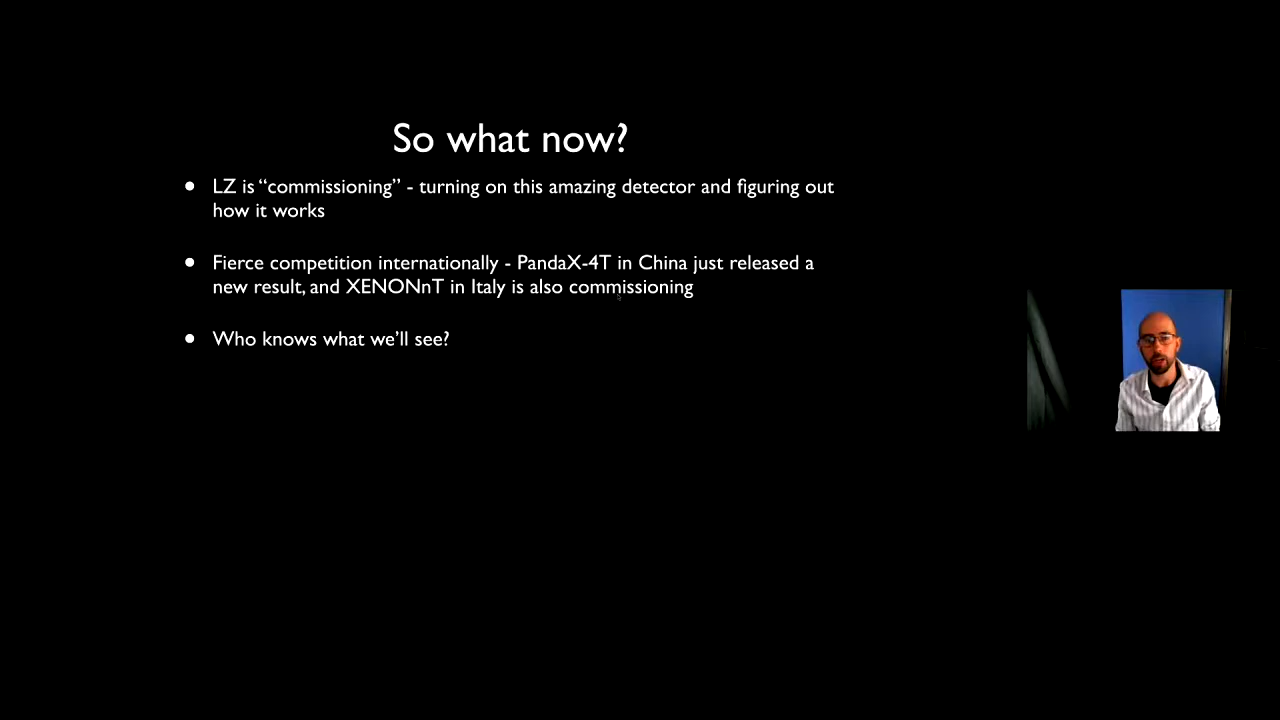 So what now?
• LZ is “commissioning” - turning on this amazing detector and figuring out
how it works
• Fierce competition internationally - PandaX-4T in China just released a
new result, and XENONnT in Italy is also commissioning
• Who knows what we’ll see?